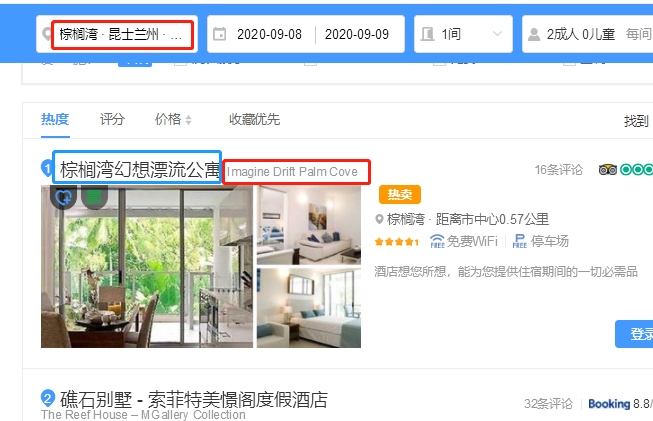 棕榈湾 · 昆士兰州 · ...
2020-09-08
2020-09-09
1间
2成人 0儿童
每间
热度
评分
价格
收藏优先
找到
1 棕榈湾幻想漂流公寓
Imagine Drift Palm Cove
16条评论
热卖
棕榈湾 · 距离市中心0.57公里
免费WiFi
停车场
酒店想您所想，能为您提供住宿期间的一切必需品
登录
2 礁石别墅 - 索菲特美憬阁度假酒店
The Reef House – MGallery Collection
32条评论
Booking 8.8/